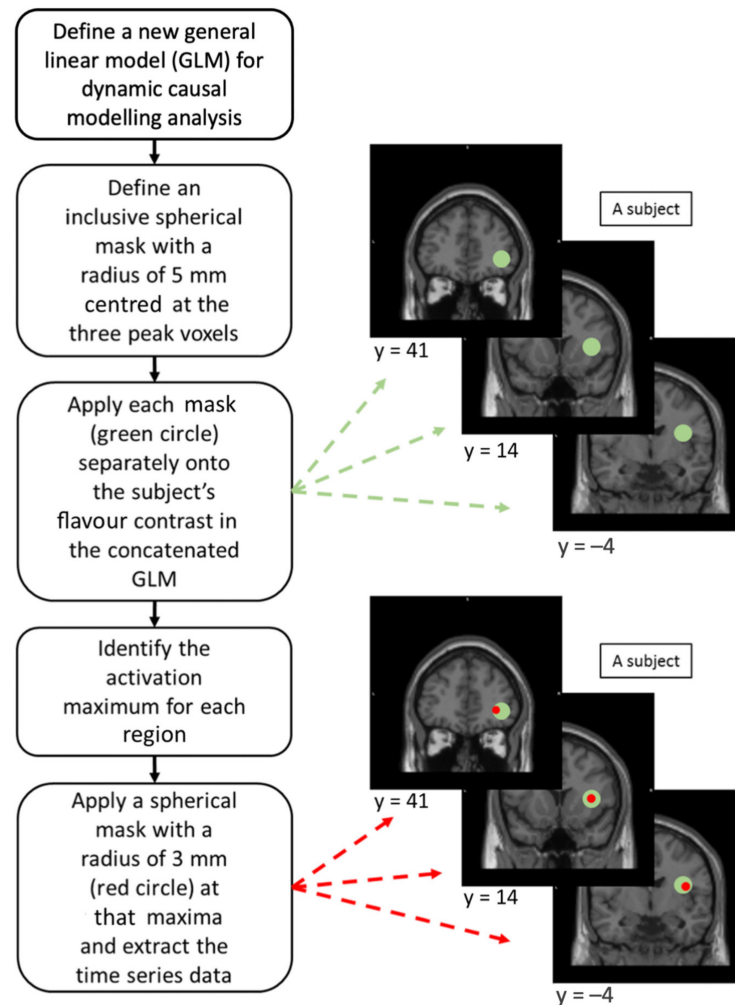 Define a new general
linear model (GLM) for
dynamic causal
modelling analysis
Define an
inclusive spherical
mask with a
radius of 5 mm
centred at the
three peak voxels
Apply each mask
(green circle)
separately onto
the subject's
flavour contrast in
the concatenated
GLM
A subject
y = 41
y = 14
y = –4
Identify the
activation
maximum for each
region
Apply a spherical
mask with a
radius of 3 mm
(red circle) at
that maxima
and extract the
time series data
A subject
y = 41
y = 14
y = –4